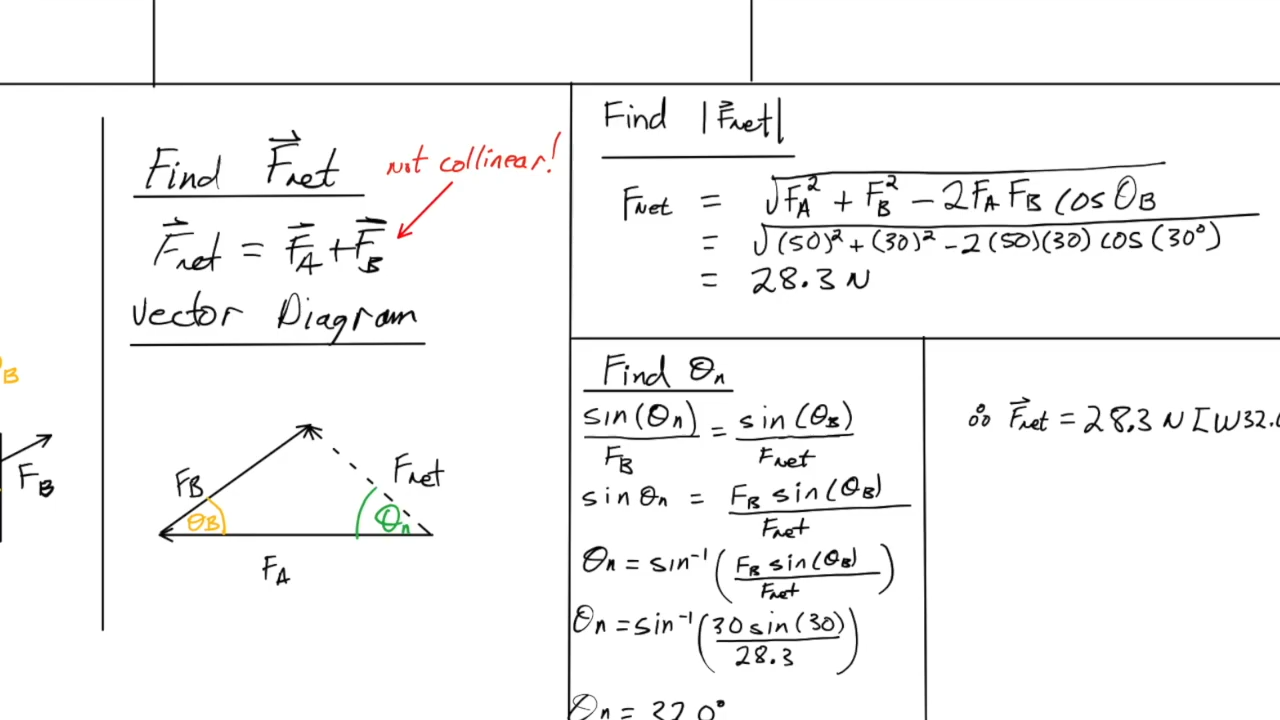 Find F⃗net
not collinear!
F⃗net = F⃗A + F⃗B
Vector Diagram
θB
FB
FB
Fnet
θB
θn
FA
Find |F⃗net|
Fnet = √FA² + FB² − 2FA FB cos θB
= √(50)² + (30)² − 2(50)(30) cos(30°)
= 28.3 N
Find θn
sin(θn)/FB = sin(θB)/Fnet
sin θn = FB sin(θB)/Fnet
θn = sin⁻¹(FB sin(θB)/Fnet)
θn = sin⁻¹(30 sin(30)/28.3)
θn = 32.0°
∴ F⃗net = 28.3 N [W32.